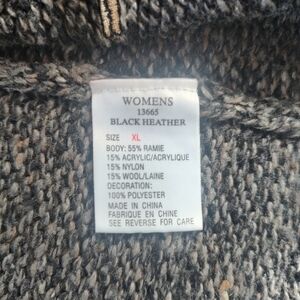 WOMENS
13665
BLACK HEATHER
SIZE XL
BODY: 55% RAMIE
15% ACRYLIC/ACRYLIQUE
15% NYLON
15% WOOL/LAINE
DECORATION:
100% POLYESTER
MADE IN CHINA
FABRIQUE EN CHINE
SEE REVERSE FOR CARE